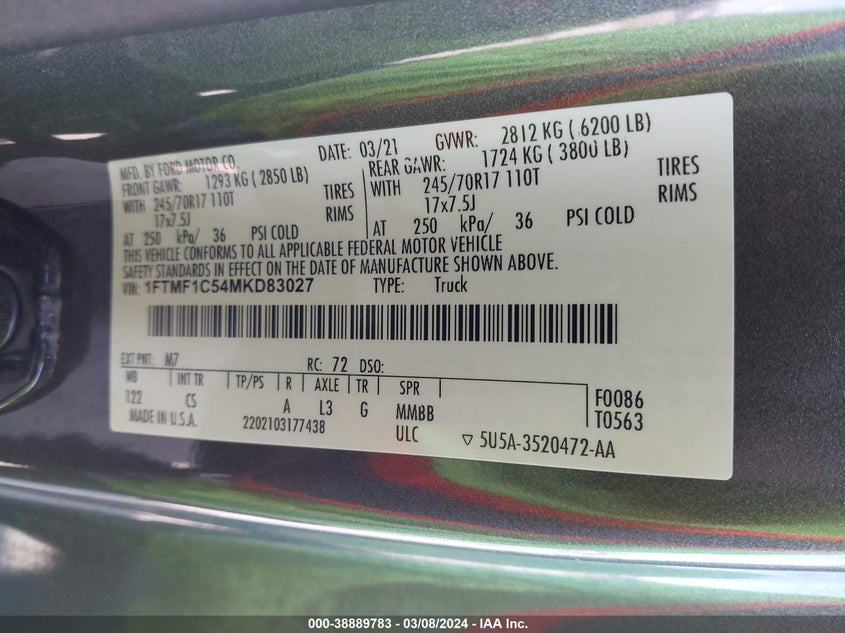 MFD. BY FORD MOTOR CO.
DATE: 03/21 GVWR: 2812 KG ( 6200 LB)
FRONT GAWR: 1293 KG ( 2850 LB) REAR GAWR: 1724 KG ( 3800 LB)
WITH 245/70R17 110T TIRES WITH 245/70R17 110T TIRES
17x7.5J RIMS 17x7.5J RIMS
AT 250 kPa/ 36 PSI COLD AT 250 kPa/ 36 PSI COLD
THIS VEHICLE CONFORMS TO ALL APPLICABLE FEDERAL MOTOR VEHICLE
SAFETY STANDARDS IN EFFECT ON THE DATE OF MANUFACTURE SHOWN ABOVE.
VIN: 1FTMF1C54MKD83027 TYPE: Truck
EXT PNT: M7 RC: 72 DSO:
WB INT TR TP/PS R AXLE TR SPR
122 CS A L3 G MMBB F0086
T0563
MADE IN U.S.A. 2202103177438 ULC ▽ 5U5A-3520472-AA
000-38889783 - 03/08/2024 - IAA Inc.